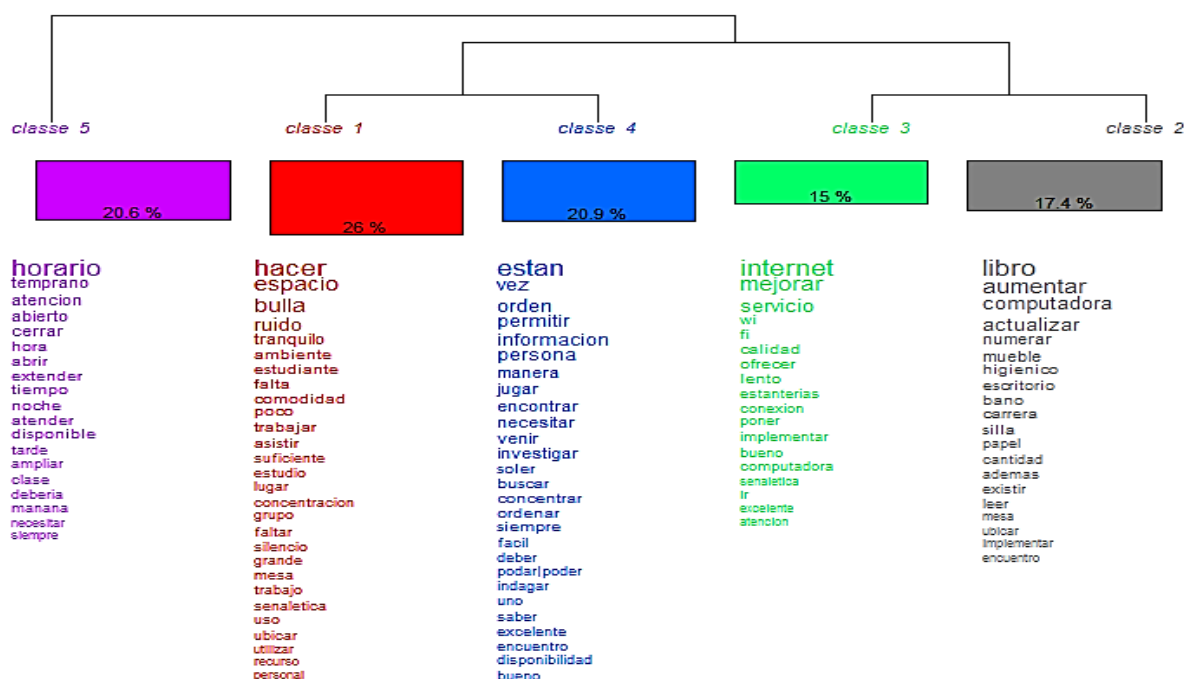 classe 5
classe 1
classe 4
classe 3
classe 2
20.6 %
26 %
20.9 %
15 %
17.4 %
horario
temprano
atencion
abierto
cerrar
hora
abrir
extender
tiempo
noche
atender
disponible
tarde
ampliar
clase
deberia
manana
necesitar
siempre
hacer
espacio
bulla
ruido
tranquilo
ambiente
estudiante
falta
comodidad
poco
trabajar
asistir
suficiente
estudio
lugar
concentracion
grupo
faltar
silencio
grande
mesa
trabajo
senaletica
uso
ubicar
utilizar
recurso
personal
estan
vez
orden
permitir
informacion
persona
manera
jugar
encontrar
necesitar
venir
investigar
soler
buscar
concentrar
ordenar
siempre
facil
deber
podar|poder
indagar
uno
saber
excelente
encuentro
disponibilidad
bueno
internet
mejorar
servicio
wi
fi
calidad
ofrecer
lento
estanterias
conexion
poner
implementar
bueno
computadora
senaletica
ir
excelente
atencion
libro
aumentar
computadora
actualizar
numerar
mueble
higienico
escritorio
bano
carrera
silla
papel
cantidad
ademas
existir
leer
mesa
ubicar
implementar
encuentro